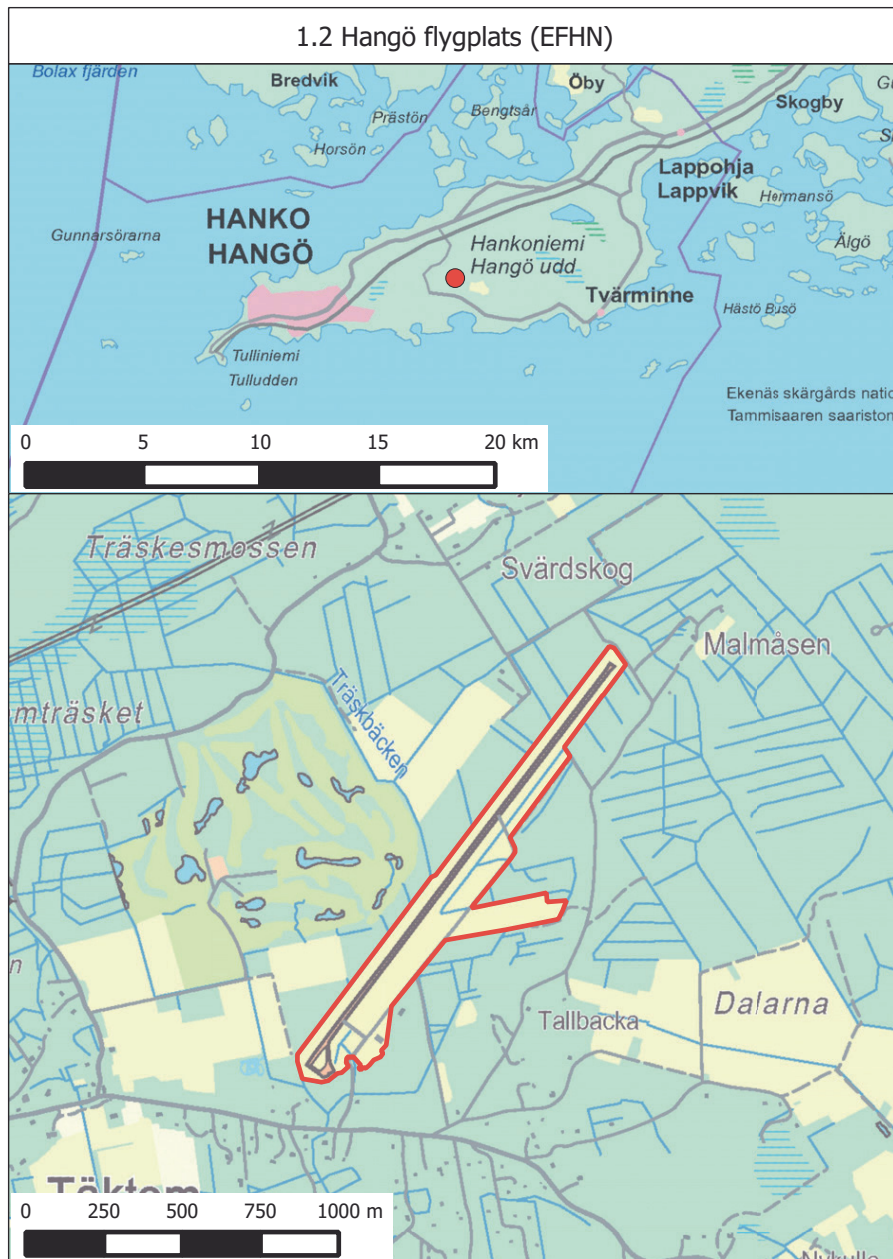 1.2 Hangö flygplats (EFHN)
Bolax fjärden
Bredvik
Öby
Prästön
Bengtsår
Skogby
Horsön
Lappohja
Lappvik
Hermansö
HANKO
HANGÖ
Gunnarsörarna
Hankoniemi
Hangö udd
Älgö
Tvärminne
Hästö Busö
Tulliniemi
Tulludden
Ekenäs skärgårds natio
Tammisaaren saariston
0 5 10 15 20 km
Träskesmossen
Svärdskog
Malmåsen
Träskbäcken
mträsket
Dalarna
Tallbacka
n
Täktom
0 250 500 750 1000 m